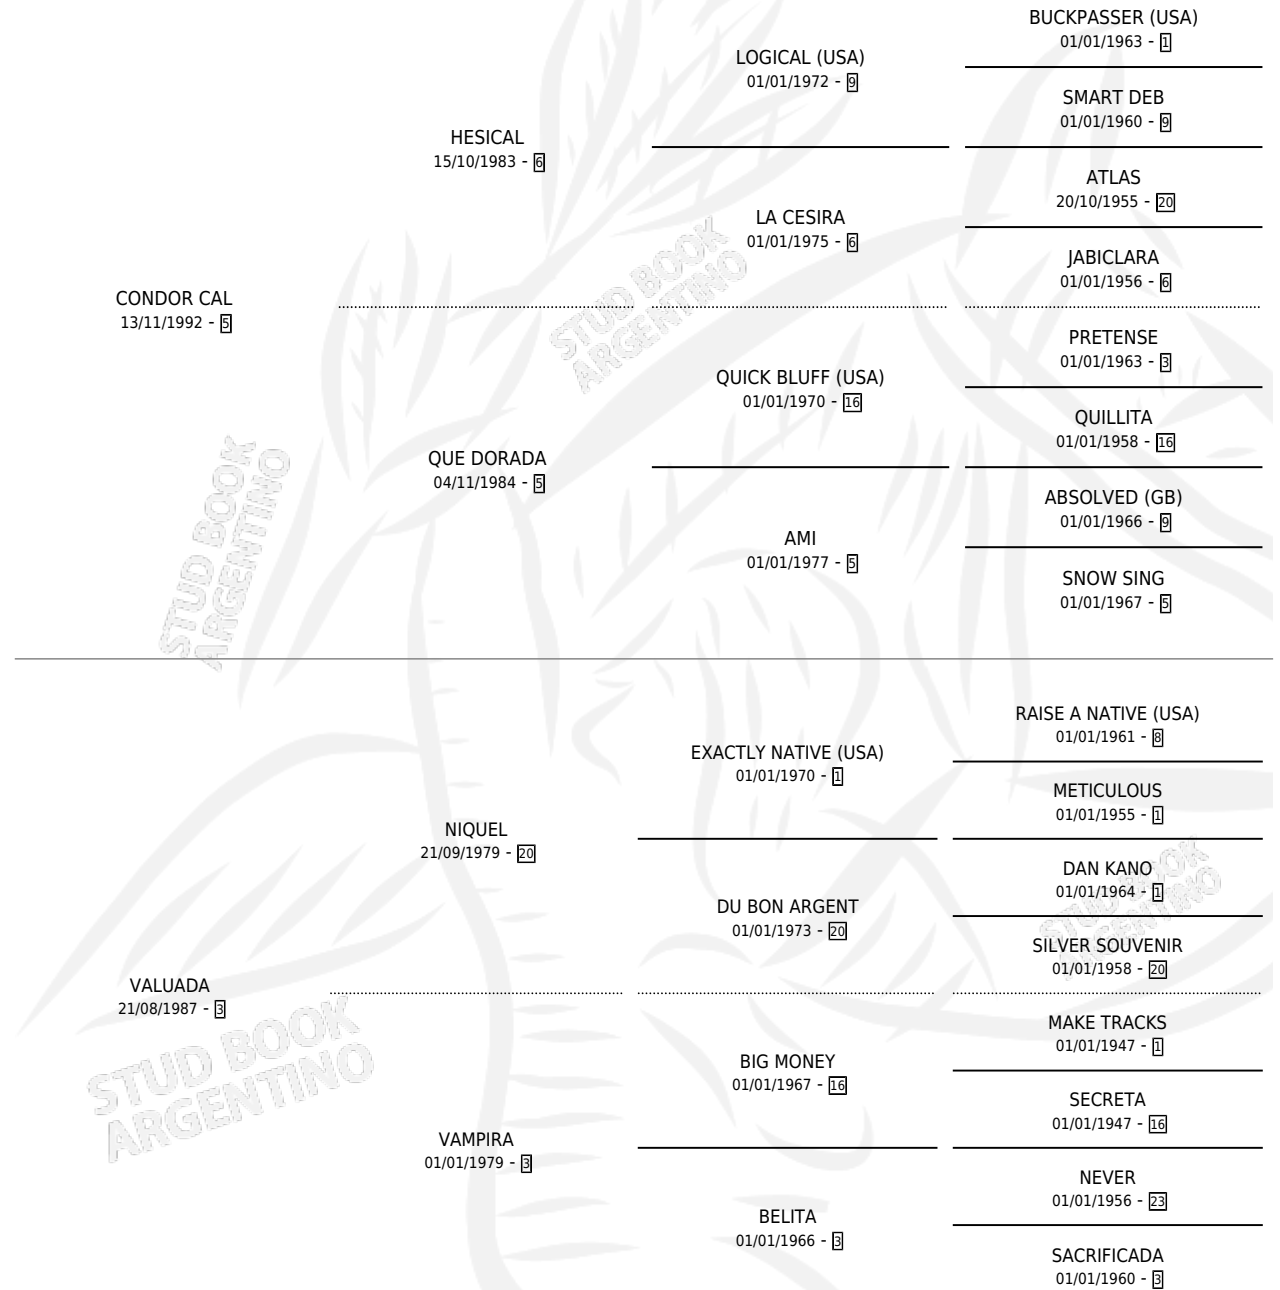 BUCKPASSER (USA)
01/01/1963 - 1
LOGICAL (USA)
01/01/1972 - 9
SMART DEB
01/01/1960 - 9
HESICAL
15/10/1983 - 6
ATLAS
20/10/1955 - 20
LA CESIRA
01/01/1975 - 6
JABICLARA
01/01/1956 - 6
CONDOR CAL
13/11/1992 - 5
PRETENSE
01/01/1963 - 3
QUICK BLUFF (USA)
01/01/1970 - 16
QUILLITA
01/01/1958 - 16
QUE DORADA
04/11/1984 - 5
ABSOLVED (GB)
01/01/1966 - 9
AMI
01/01/1977 - 5
SNOW SING
01/01/1967 - 5
STUD BOOK
ARGENTINO
STUD BOOK
ARGENTINO
RAISE A NATIVE (USA)
01/01/1961 - 8
EXACTLY NATIVE (USA)
01/01/1970 - 1
METICULOUS
01/01/1955 - 1
NIQUEL
21/09/1979 - 20
DAN KANO
01/01/1964 - 1
DU BON ARGENT
01/01/1973 - 20
SILVER SOUVENIR
01/01/1958 - 20
VALUADA
21/08/1987 - 3
MAKE TRACKS
01/01/1947 - 1
BIG MONEY
01/01/1967 - 16
SECRETA
01/01/1947 - 16
VAMPIRA
01/01/1979 - 3
NEVER
01/01/1956 - 23
BELITA
01/01/1966 - 3
SACRIFICADA
01/01/1960 - 3
STUD BOOK
ARGENTINO
STUD BOOK
ARGENTINO